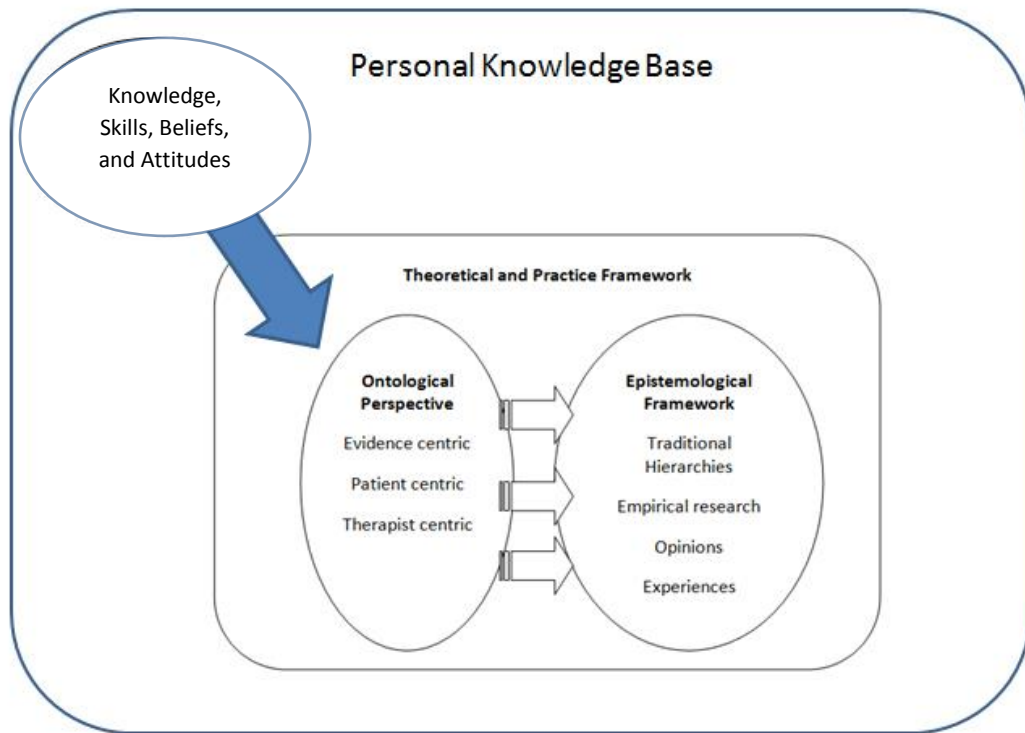 Personal Knowledge Base
Knowledge,
Skills, Beliefs,
and Attitudes
Theoretical and Practice Framework
Ontological
Perspective
Evidence centric
Patient centric
Therapist centric
Epistemological
Framework
Traditional
Hierarchies
Empirical research
Opinions
Experiences